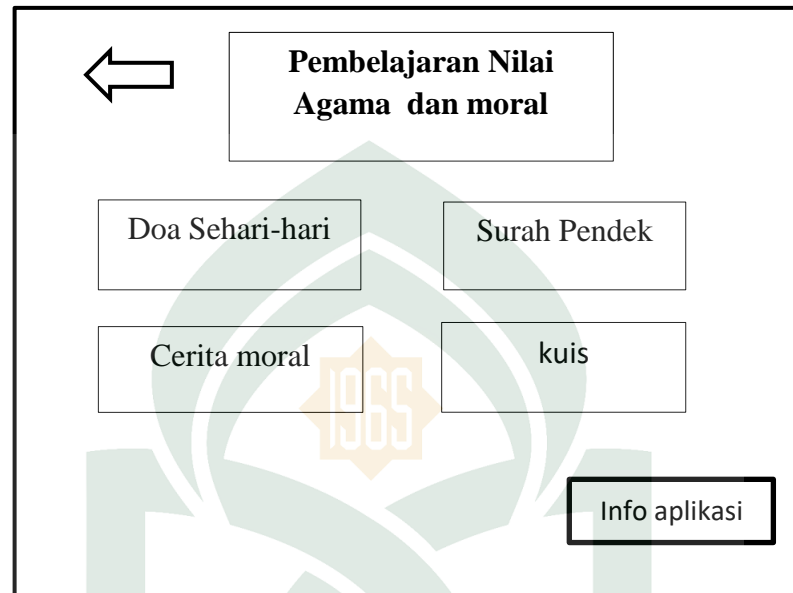 Pembelajaran Nilai
Agama dan moral
Doa Sehari-hari
Surah Pendek
Cerita moral
kuis
1965
Info aplikasi